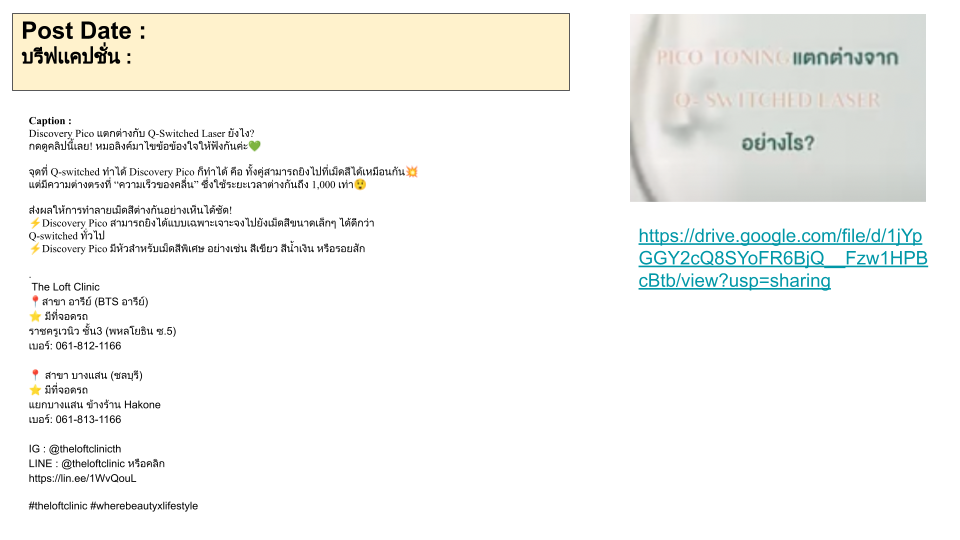 Post Date :
บรีฟแคปชั่น :
Caption :
Discovery Pico แตกต่างกับ Q-Switched Laser ยังไง?
กดดูคลิปนี้เลย! หมอลิงค์มาไขข้อข้องใจให้ฟังกันค่ะ💚
จุดที่ Q-switched ทำได้ Discovery Pico ก็ทำได้ คือ ทั้งคู่สามารถยิงไปที่เม็ดสีได้เหมือนกัน💥
แต่มีความต่างตรงที่ “ความเร็วของคลื่น” ซึ่งใช้ระยะเวลาต่างกันถึง 1,000 เท่า😲
ส่งผลให้การทำลายเม็ดสีต่างกันอย่างเห็นได้ชัด!
⚡Discovery Pico สามารถยิงได้แบบเฉพาะเจาะจงไปยังเม็ดสีขนาดเล็กๆ ได้ดีกว่า
Q-switched ทั่วไป
⚡Discovery Pico มีหัวสำหรับเม็ดสีพิเศษ อย่างเช่น สีเขียว สีน้ำเงิน หรือรอยสัก
.
The Loft Clinic
📍สาขา อารีย์ (BTS อารีย์)
⭐ มีที่จอดรถ
ราชครูเวนิว ชั้น3 (พหลโยธิน ซ.5)
เบอร์: 061-812-1166
📍 สาขา บางแสน (ชลบุรี)
⭐ มีที่จอดรถ
แยกบางแสน ข้างร้าน Hakone
เบอร์: 061-813-1166
IG : @theloftclinicth
LINE : @theloftclinic หรือคลิก
https://lin.ee/1WvQouL
#theloftclinic #wherebeautyxlifestyle
PICO TONING แตกต่างจาก
Q- SWITCHED LASER
อย่างไร?
https://drive.google.com/file/d/1jYp
GGY2cQ8SYoFR6BjQ__Fzw1HPB
cBtb/view?usp=sharing